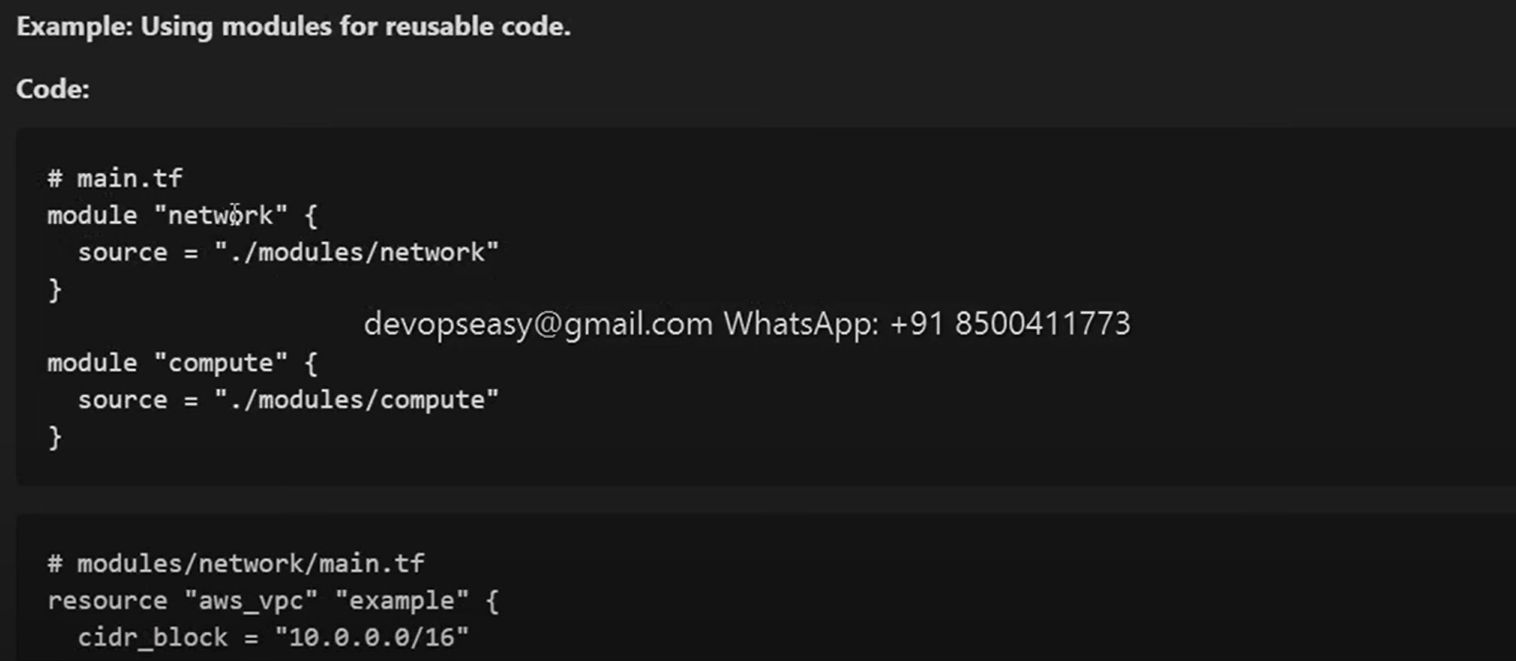 Example: Using modules for reusable code.
Code:
# main.tf
module "network" {
source = "./modules/network"
}
devopseasy@gmail.com WhatsApp: +91 8500411773
module "compute" {
source = "./modules/compute"
}
# modules/network/main.tf
resource "aws_vpc" "example" {
cidr_block = "10.0.0.0/16"